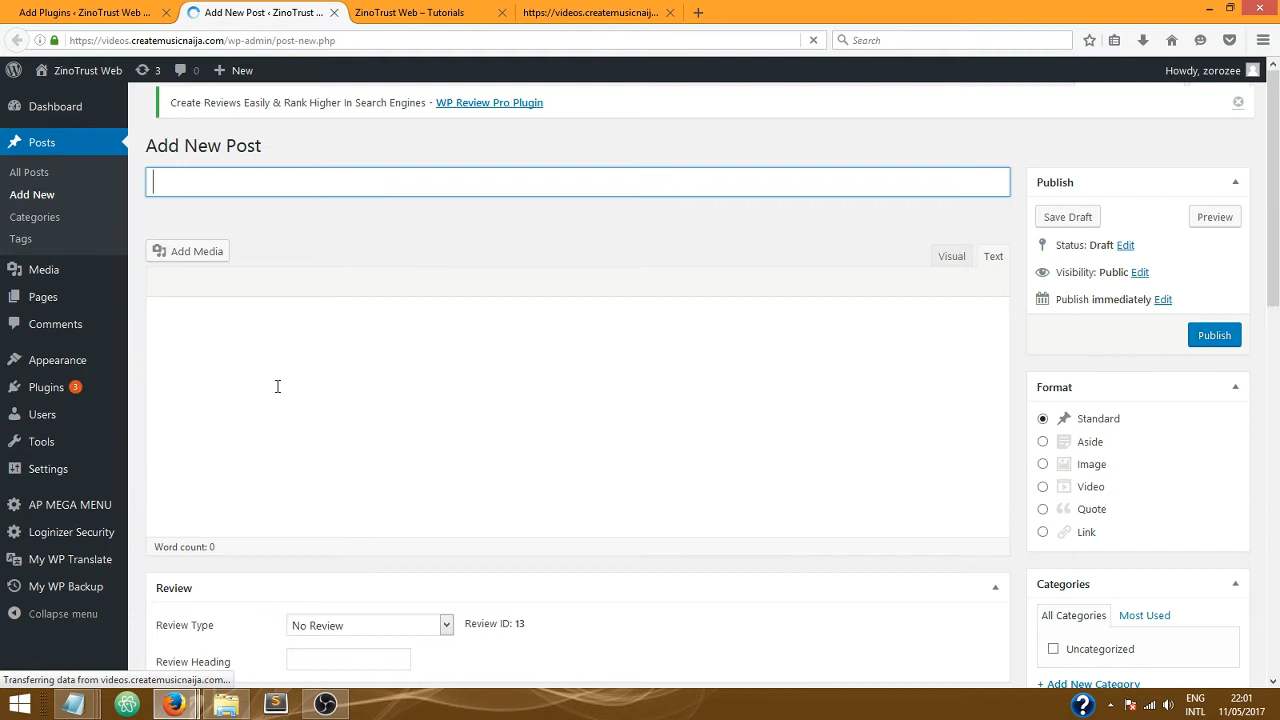 Add Plugins ‹ ZinoTrust Web ...
Add New Post ‹ ZinoTrust ...
ZinoTrust Web – Tutorials
https://videos.createmusicnaija...
https://videos.createmusicnaija.com/wp-admin/post-new.php
Search
ZinoTrust Web
3
0
New
Howdy, zorozee
Create Reviews Easily & Rank Higher In Search Engines - WP Review Pro Plugin
Dashboard
Posts
All Posts
Add New
Categories
Tags
Media
Pages
Comments
Appearance
Plugins 3
Users
Tools
Settings
AP MEGA MENU
Loginizer Security
My WP Translate
My WP Backup
Collapse menu
Add New Post
Add Media
Visual
Text
Word count: 0
Review
Review Type
No Review
Review ID: 13
Review Heading
Publish
Save Draft
Preview
Status: Draft Edit
Visibility: Public Edit
Publish immediately Edit
Publish
Format
Standard
Aside
Image
Video
Quote
Link
Categories
All Categories
Most Used
Uncategorized
+ Add New Category
Transferring data from videos.createmusicnaija.com...
ENG
INTL
22:01
11/05/2017